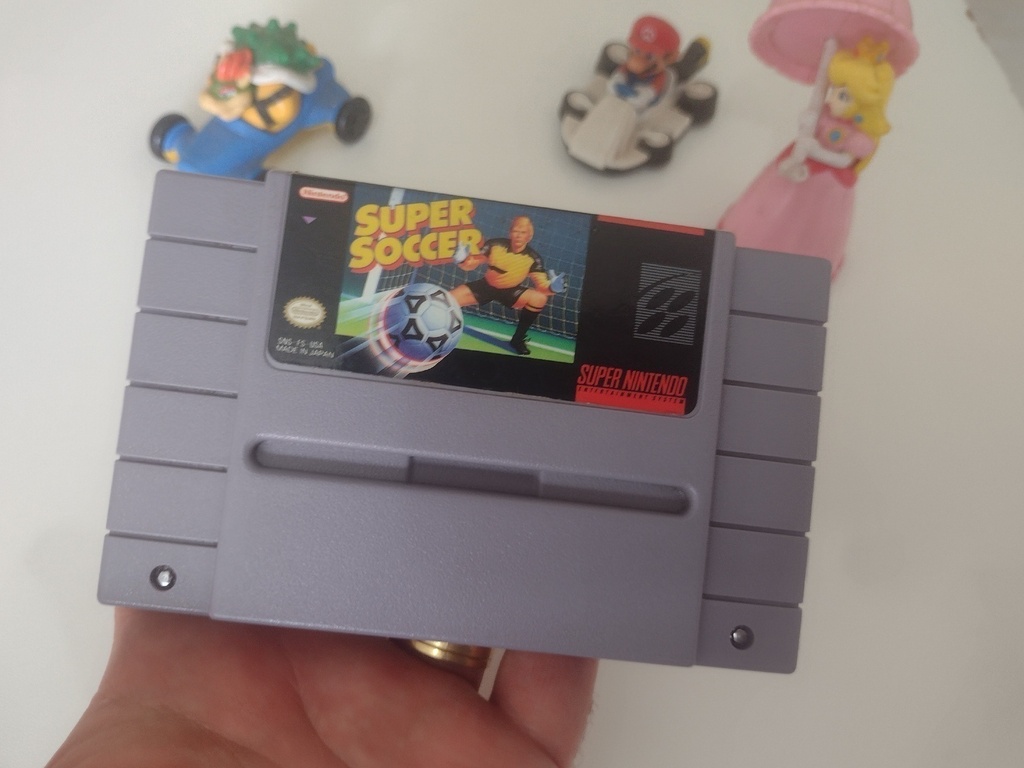 Nintendo
SUPER
SOCCER
SNS-FS-USA
MADE IN JAPAN
SUPER NINTENDO
ENTERTAINMENT SYSTEM